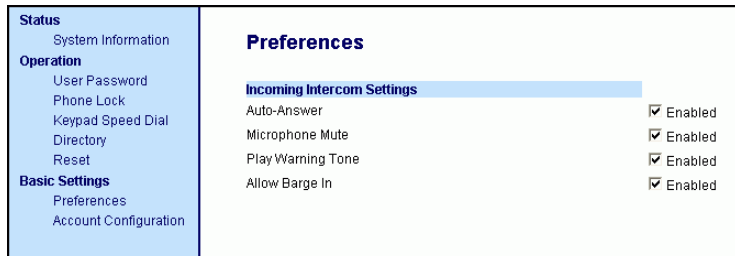 Status
System Information
Operation
User Password
Phone Lock
Keypad Speed Dial
Directory
Reset
Basic Settings
Preferences
Account Configuration
Preferences
Incoming Intercom Settings
Auto-Answer Enabled
Microphone Mute Enabled
Play Warning Tone Enabled
Allow Barge In Enabled